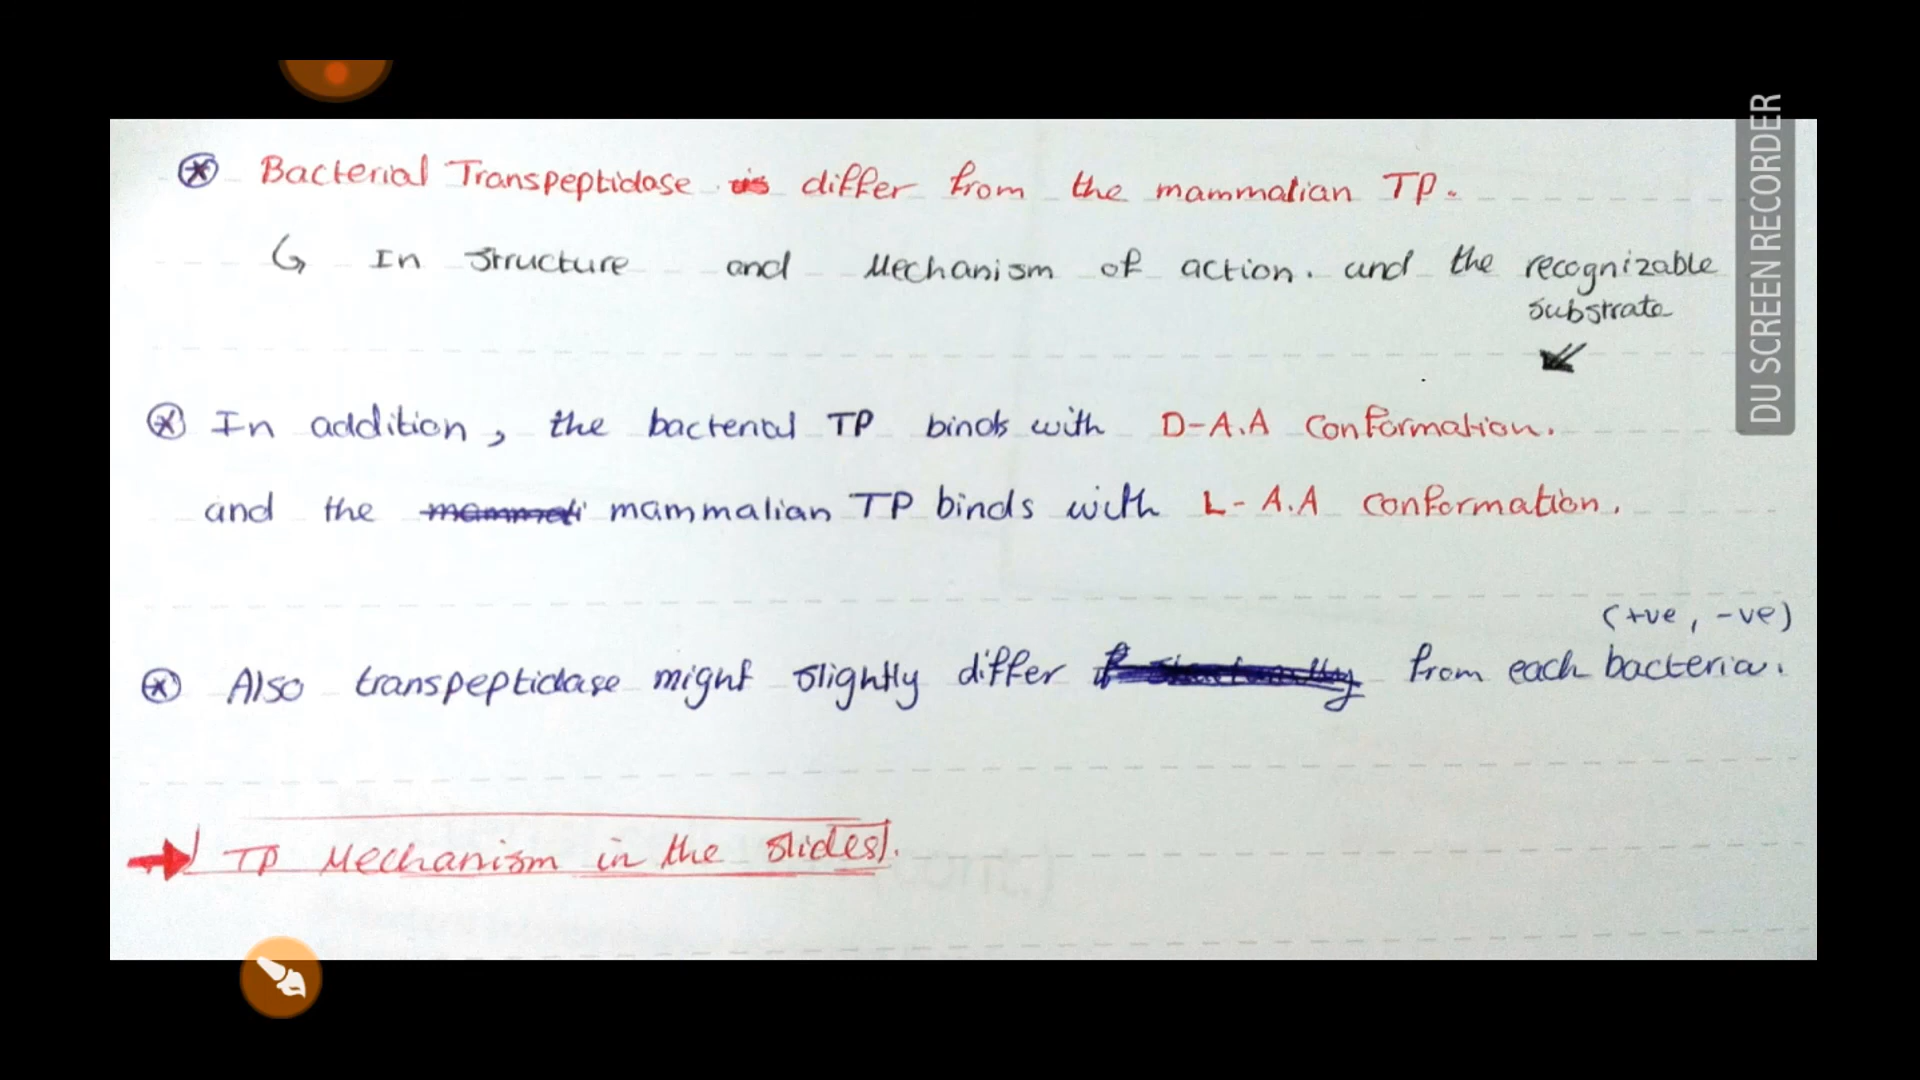 Bacterial Transpeptidase is differ from the mammalian TP.
↳ In structure and Mechanism of action. and the recognizable
substrate
In addition, the bacterial TP binds with D-A.A Conformation.
and the mammali mammalian TP binds with L-A.A conformation.
(+ve, -ve)
Also transpeptidase might slightly differ from each bacteria.
→ TP Mechanism in the slides.
DU SCREEN RECORDER